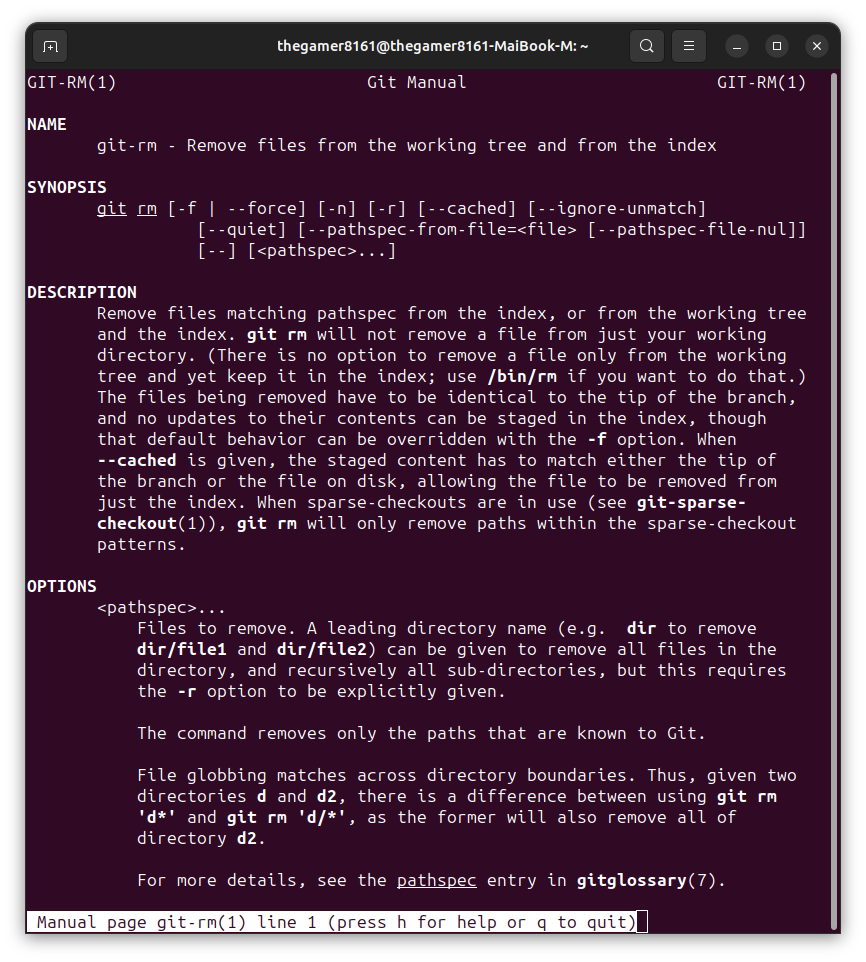 thegamer8161@thegamer8161-MaiBook-M: ~
GIT-RM(1) Git Manual GIT-RM(1)
NAME
git-rm - Remove files from the working tree and from the index
SYNOPSIS
git rm [-f | --force] [-n] [-r] [--cached] [--ignore-unmatch]
[--quiet] [--pathspec-from-file=<file> [--pathspec-file-nul]]
[--] [<pathspec>...]
DESCRIPTION
Remove files matching pathspec from the index, or from the working tree
and the index. git rm will not remove a file from just your working
directory. (There is no option to remove a file only from the working
tree and yet keep it in the index; use /bin/rm if you want to do that.)
The files being removed have to be identical to the tip of the branch,
and no updates to their contents can be staged in the index, though
that default behavior can be overridden with the -f option. When
--cached is given, the staged content has to match either the tip of
the branch or the file on disk, allowing the file to be removed from
just the index. When sparse-checkouts are in use (see git-sparse-
checkout(1)), git rm will only remove paths within the sparse-checkout
patterns.
OPTIONS
<pathspec>...
Files to remove. A leading directory name (e.g. dir to remove
dir/file1 and dir/file2) can be given to remove all files in the
directory, and recursively all sub-directories, but this requires
the -r option to be explicitly given.
The command removes only the paths that are known to Git.
File globbing matches across directory boundaries. Thus, given two
directories d and d2, there is a difference between using git rm
'd*' and git rm 'd/*', as the former will also remove all of
directory d2.
For more details, see the pathspec entry in gitglossary(7).
Manual page git-rm(1) line 1 (press h for help or q to quit)